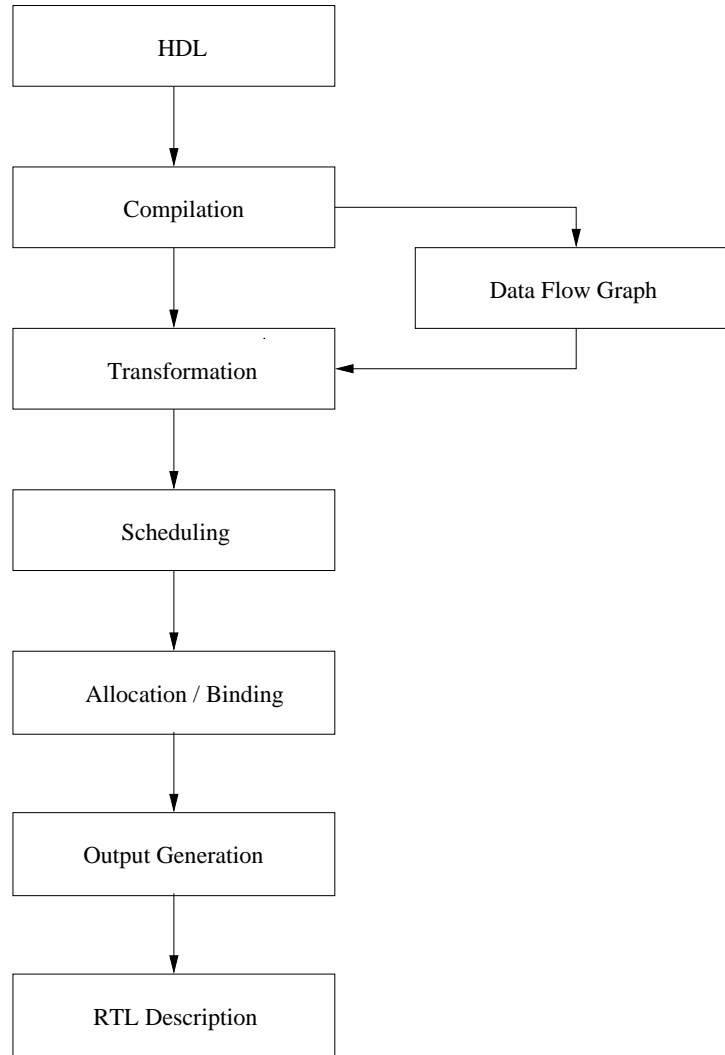 HDL
Compilation
Data Flow Graph
Transformation
Scheduling
Allocation / Binding
Output Generation
RTL Description